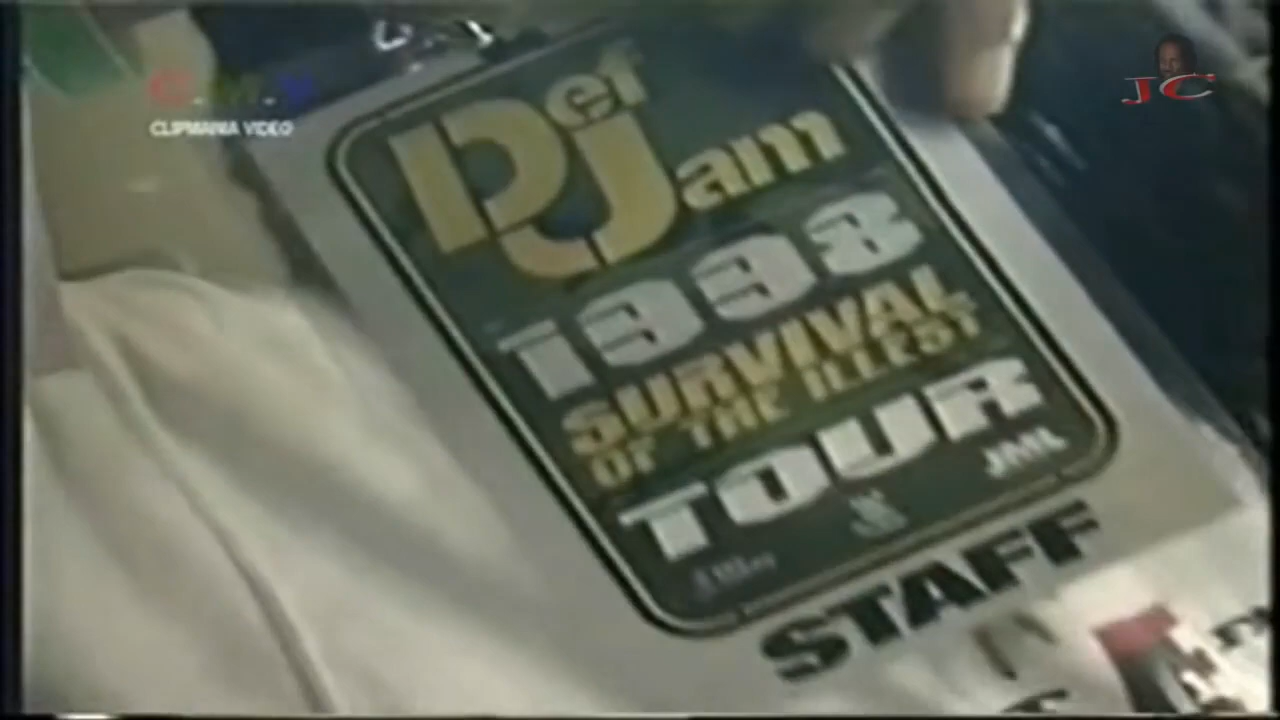 C.M.V
CLIPMANIA VIDEO
JC
Def
Jam
1998
SURVIVAL
OF THE ILLEST
TOUR
JML
STAFF